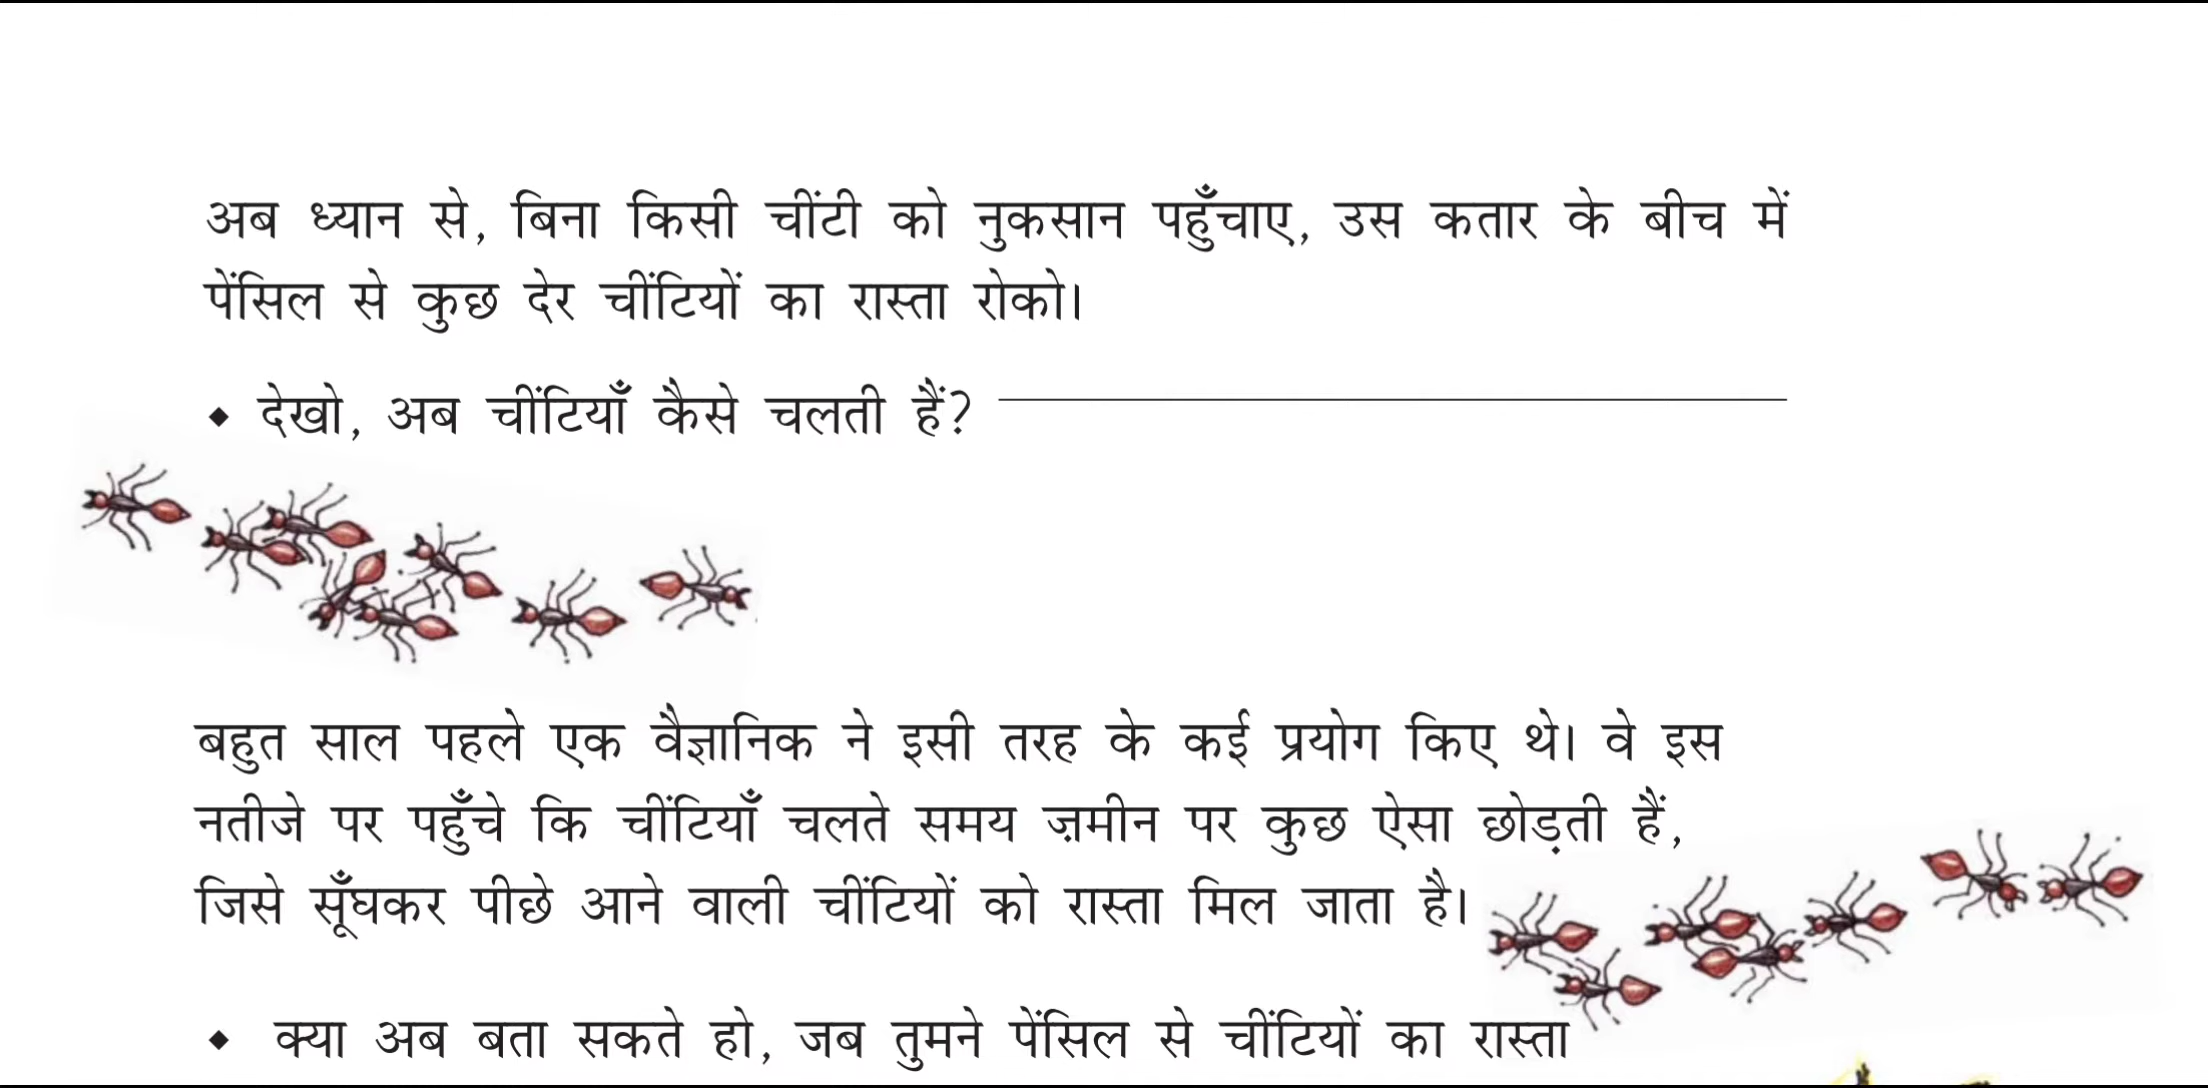 अब ध्यान से, बिना किसी चींटी को नुकसान पहुँचाए, उस कतार के बीच में
पेंसिल से कुछ देर चींटियों का रास्ता रोको।
◆ देखो, अब चींटियाँ कैसे चलती हैं?
बहुत साल पहले एक वैज्ञानिक ने इसी तरह के कई प्रयोग किए थे। वे इस
नतीजे पर पहुँचे कि चींटियाँ चलते समय ज़मीन पर कुछ ऐसा छोड़ती हैं,
जिसे सूँघकर पीछे आने वाली चींटियों को रास्ता मिल जाता है।
◆ क्या अब बता सकते हो, जब तुमने पेंसिल से चींटियों का रास्ता